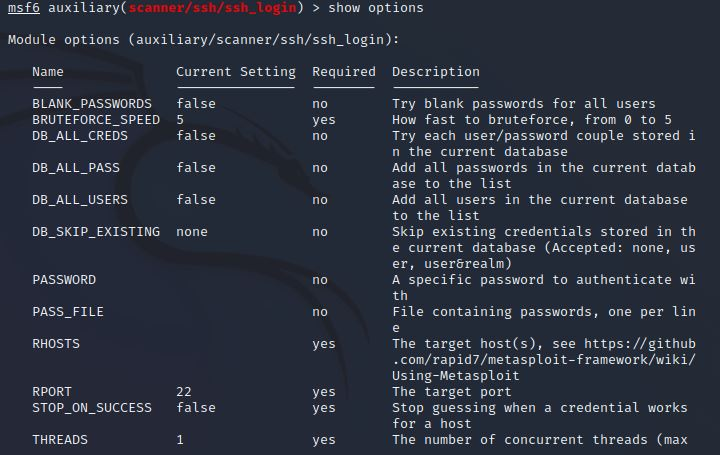 msf6 auxiliary(scanner/ssh/ssh_login) > show options
Module options (auxiliary/scanner/ssh/ssh_login):
Name Current Setting Required Description
BLANK_PASSWORDS false no Try blank passwords for all users
BRUTEFORCE_SPEED 5 yes How fast to bruteforce, from 0 to 5
DB_ALL_CREDS false no Try each user/password couple stored i
n the current database
DB_ALL_PASS false no Add all passwords in the current datab
ase to the list
DB_ALL_USERS false no Add all users in the current database
to the list
DB_SKIP_EXISTING none no Skip existing credentials stored in th
e current database (Accepted: none, us
er, user&realm)
PASSWORD no A specific password to authenticate wi
th
PASS_FILE no File containing passwords, one per lin
e
RHOSTS yes The target host(s), see https://github
.com/rapid7/metasploit-framework/wiki/
Using-Metasploit
RPORT 22 yes The target port
STOP_ON_SUCCESS false yes Stop guessing when a credential works
for a host
THREADS 1 yes The number of concurrent threads (max